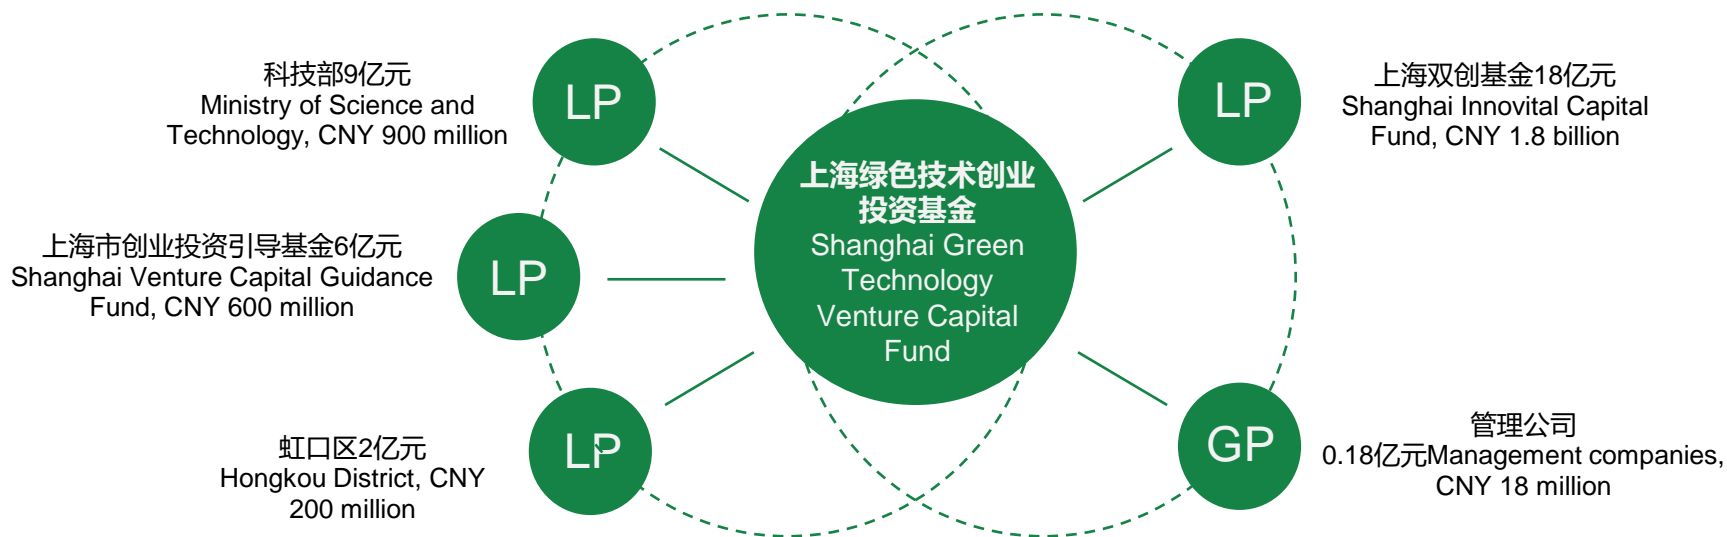 科技部9亿元
Ministry of Science and
Technology, CNY 900 million
LP
上海市创业投资引导基金6亿元
Shanghai Venture Capital Guidance
Fund, CNY 600 million
LP
虹口区2亿元
Hongkou District, CNY
200 million
LP
上海绿色技术创业
投资基金
Shanghai Green
Technology
Venture Capital
Fund
LP
上海双创基金18亿元
Shanghai Innovital Capital
Fund, CNY 1.8 billion
GP
管理公司
0.18亿元Management companies,
CNY 18 million